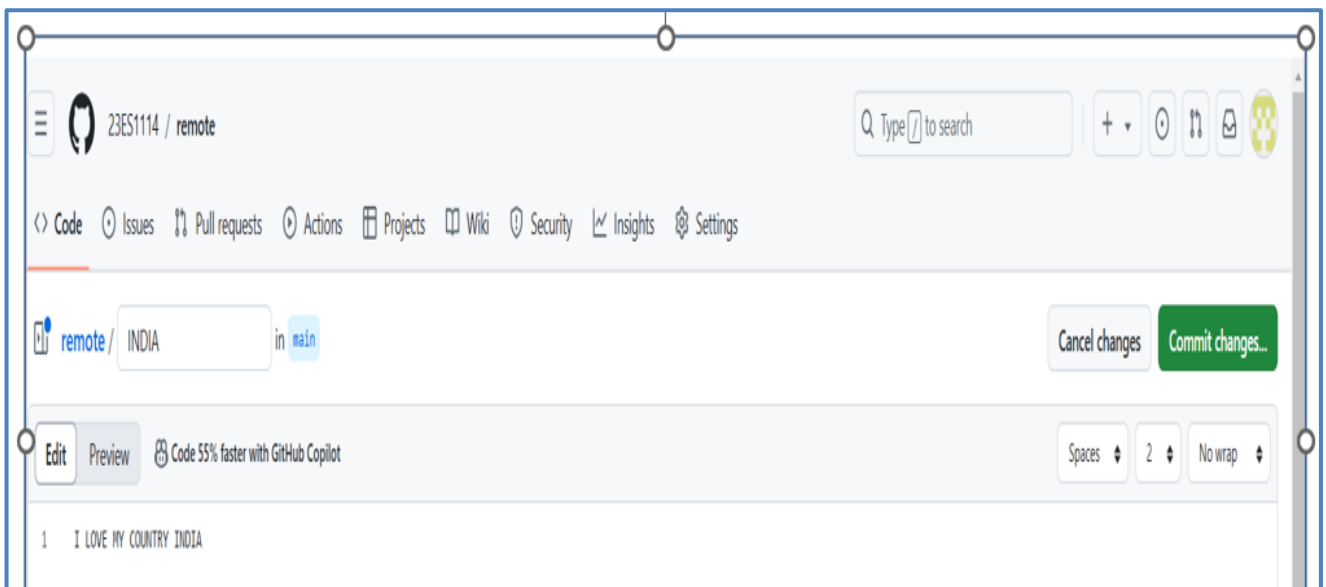 23ES1114 / remote
Type / to search
Code Issues Pull requests Actions Projects Wiki Security Insights Settings
remote / INDIA in main
Cancel changes Commit changes...
Edit Preview Code 55% faster with GitHub Copilot
Spaces 2 No wrap
1 I LOVE MY COUNTRY INDIA